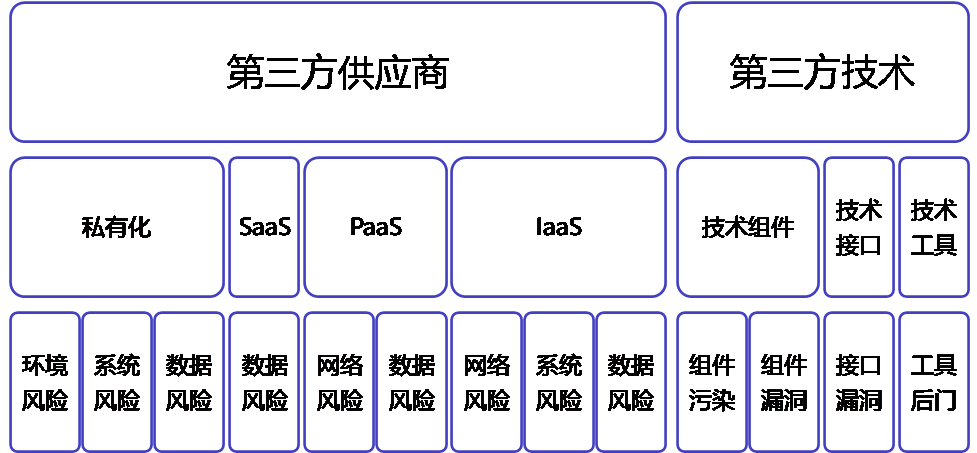 第三方供应商
第三方技术
私有化
SaaS
PaaS
IaaS
技术组件
技术
接口
技术
工具
环境
风险
系统
风险
数据
风险
数据
风险
网络
风险
数据
风险
网络
风险
系统
风险
数据
风险
组件
污染
组件
漏洞
接口
漏洞
工具
后门